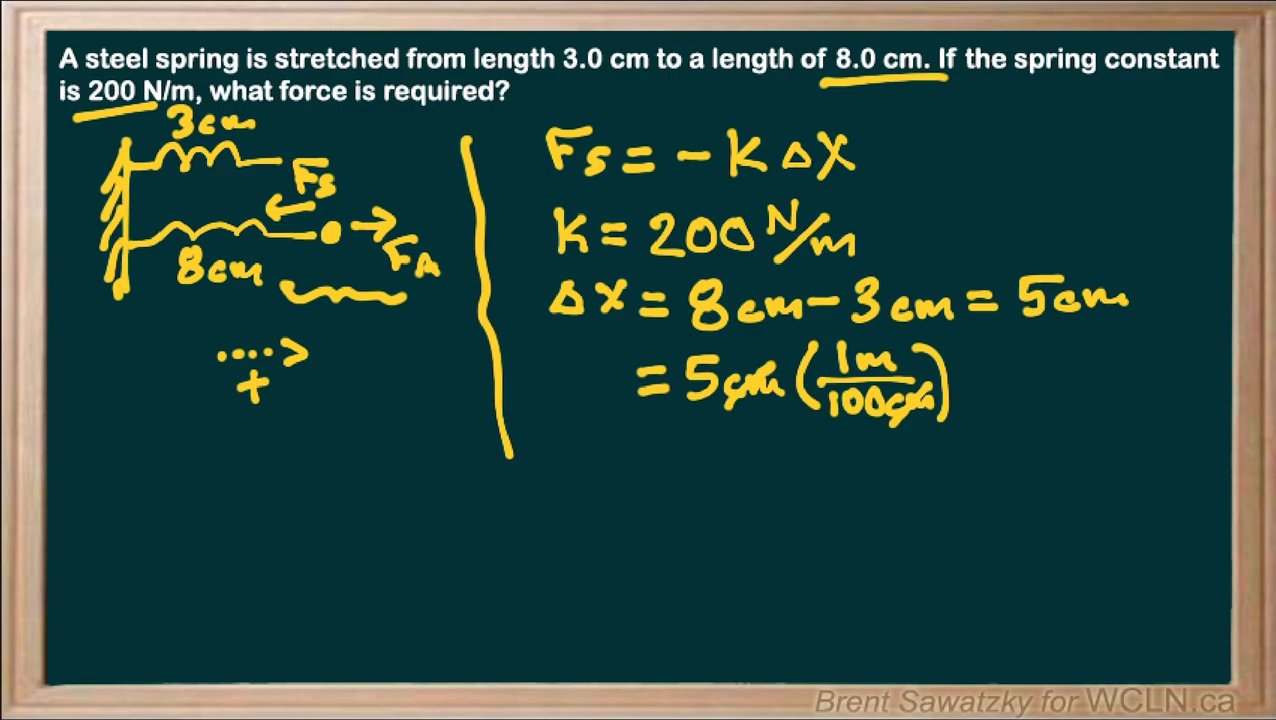 A steel spring is stretched from length 3.0 cm to a length of 8.0 cm. If the spring constant
is 200 N/m, what force is required?
3cm
Fs
8cm
FA
+
Fs = -K Δ X
K = 200 N/m
Δ X = 8cm - 3cm = 5cm
= 5cm (1m/100cm)
Brent Sawatzky for WCLN.ca